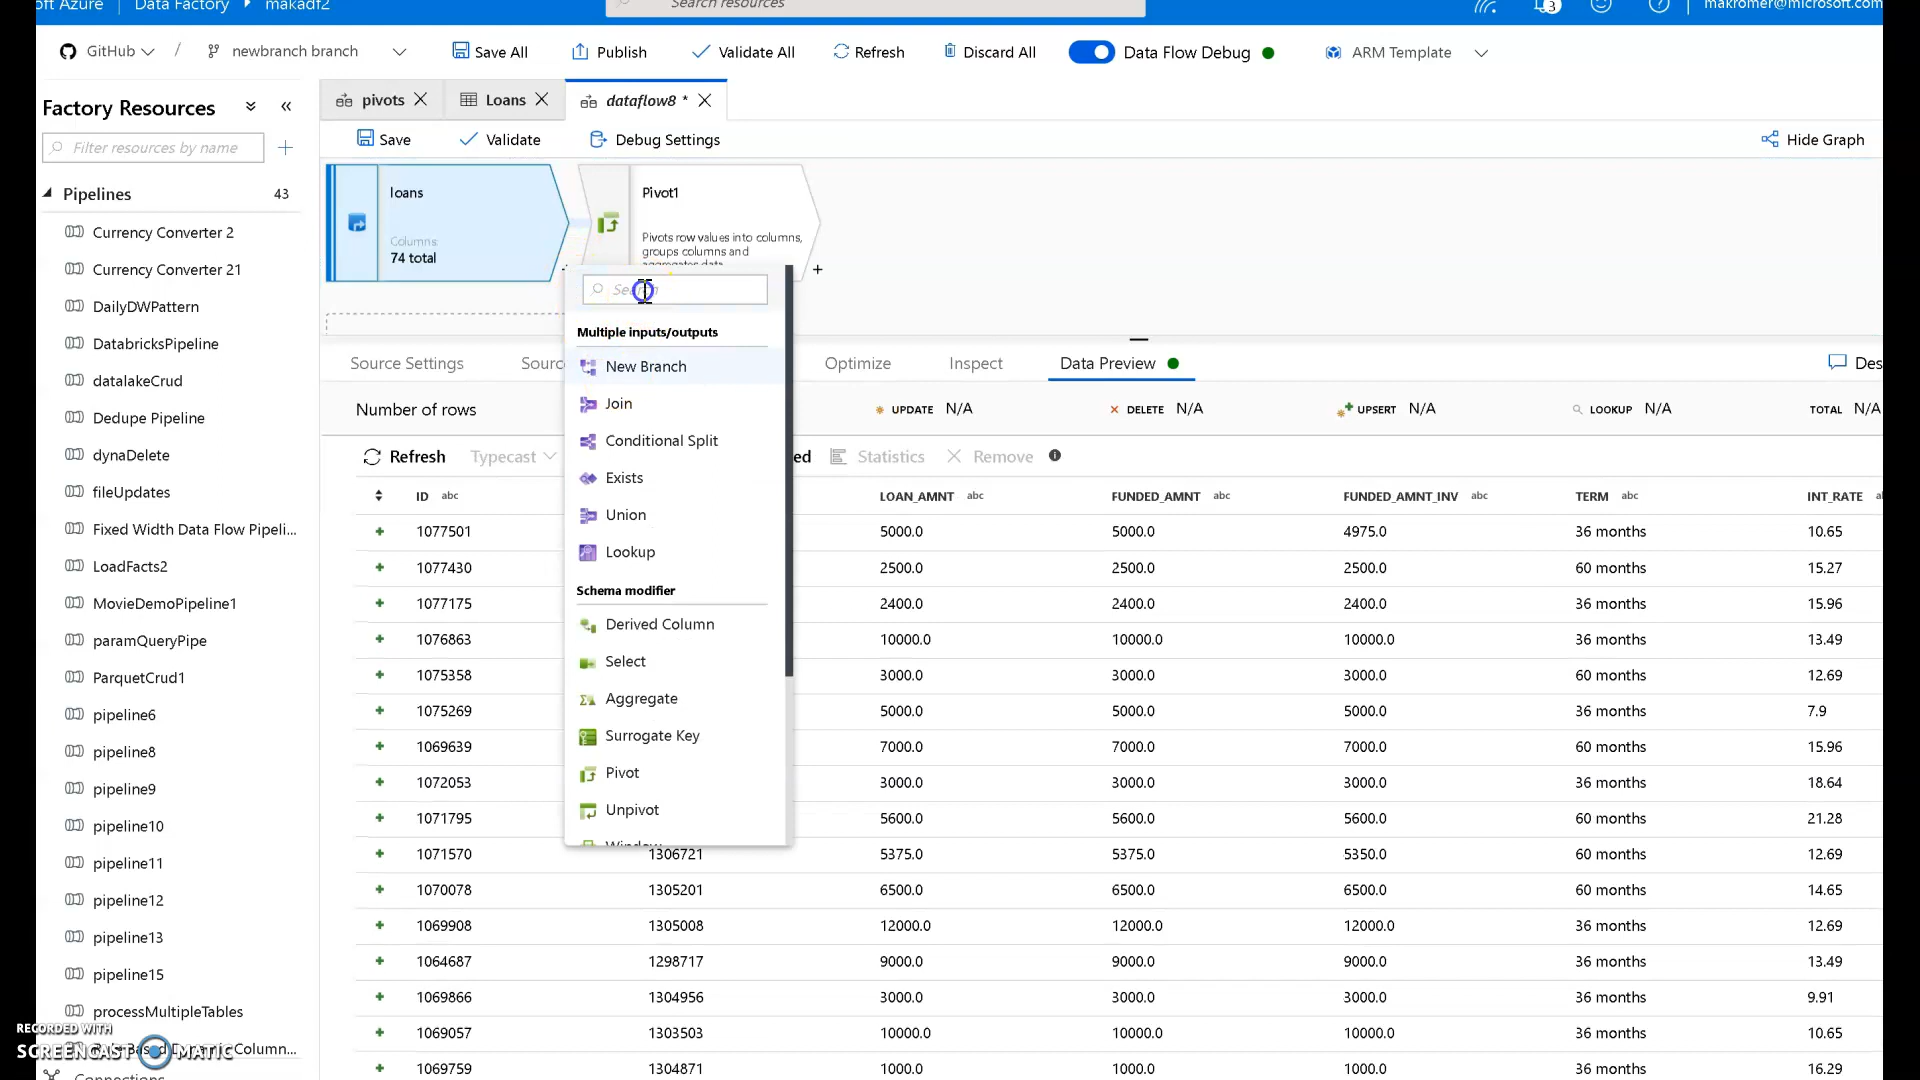 oft Azure Data Factory makadf2 Search resources 3 makromer@microsoft.com
GitHub / newbranch branch Save All Publish Validate All Refresh Discard All Data Flow Debug ARM Template
Factory Resources
Filter resources by name
Pipelines 43
Currency Converter 2
Currency Converter 21
DailyDWPattern
DatabricksPipeline
datalakeCrud
Dedupe Pipeline
dynaDelete
fileUpdates
Fixed Width Data Flow Pipeli...
LoadFacts2
MovieDemoPipeline1
paramQueryPipe
ParquetCrud1
pipeline6
pipeline8
pipeline9
pipeline10
pipeline11
pipeline12
pipeline13
pipeline15
processMultipleTables
Connections
pivots Loans dataflow8 *
Save Validate Debug Settings Hide Graph
loans
Columns:
74 total
Pivot1
Pivots row values into columns,
groups columns and
aggregates data
Multiple inputs/outputs
New Branch
Join
Conditional Split
Exists
Union
Lookup
Schema modifier
Derived Column
Select
Aggregate
Surrogate Key
Pivot
Unpivot
Window
Source Settings Sourc Optimize Inspect Data Preview Des
Number of rows UPDATE N/A DELETE N/A UPSERT N/A LOOKUP N/A TOTAL N/A
Refresh Typecast ed Statistics Remove
ID abc LOAN_AMNT abc FUNDED_AMNT abc FUNDED_AMNT_INV abc TERM abc INT_RATE
1077501 5000.0 5000.0 4975.0 36 months 10.65
1077430 2500.0 2500.0 2500.0 60 months 15.27
1077175 2400.0 2400.0 2400.0 36 months 15.96
1076863 10000.0 10000.0 10000.0 36 months 13.49
1075358 3000.0 3000.0 3000.0 60 months 12.69
1075269 5000.0 5000.0 5000.0 36 months 7.9
1069639 7000.0 7000.0 7000.0 60 months 15.96
1072053 3000.0 3000.0 3000.0 36 months 18.64
1071795 5600.0 5600.0 5600.0 60 months 21.28
1071570 1306721 5375.0 5375.0 5350.0 60 months 12.69
1070078 1305201 6500.0 6500.0 6500.0 60 months 14.65
1069908 1305008 12000.0 12000.0 12000.0 36 months 12.69
1064687 1298717 9000.0 9000.0 9000.0 36 months 13.49
1069866 1304956 3000.0 3000.0 3000.0 36 months 9.91
1069057 1303503 10000.0 10000.0 10000.0 36 months 10.65
1069759 1304871 1000.0 1000.0 1000.0 36 months 16.29
RECORDED WITH
SCREENCAST MATIC